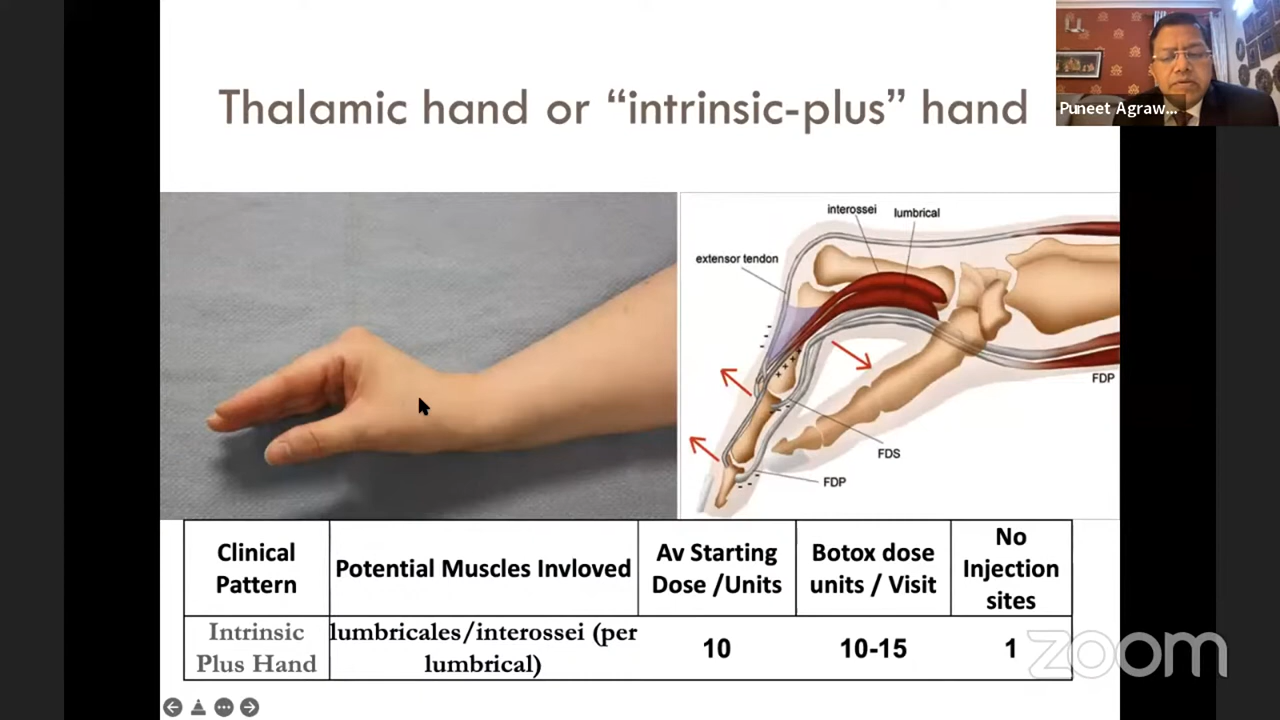 Thalamic hand or “intrinsic-plus” hand
Puneet Agraw...
interossei
lumbrical
extensor tendon
FDP
FDS
FDP
Clinical
Pattern
Potential Muscles Invloved
Av Starting
Dose /Units
Botox dose
units / Visit
No
Injection
sites
Intrinsic
Plus Hand
lumbricales/interossei (per
lumbrical)
10
10-15
1
zoom